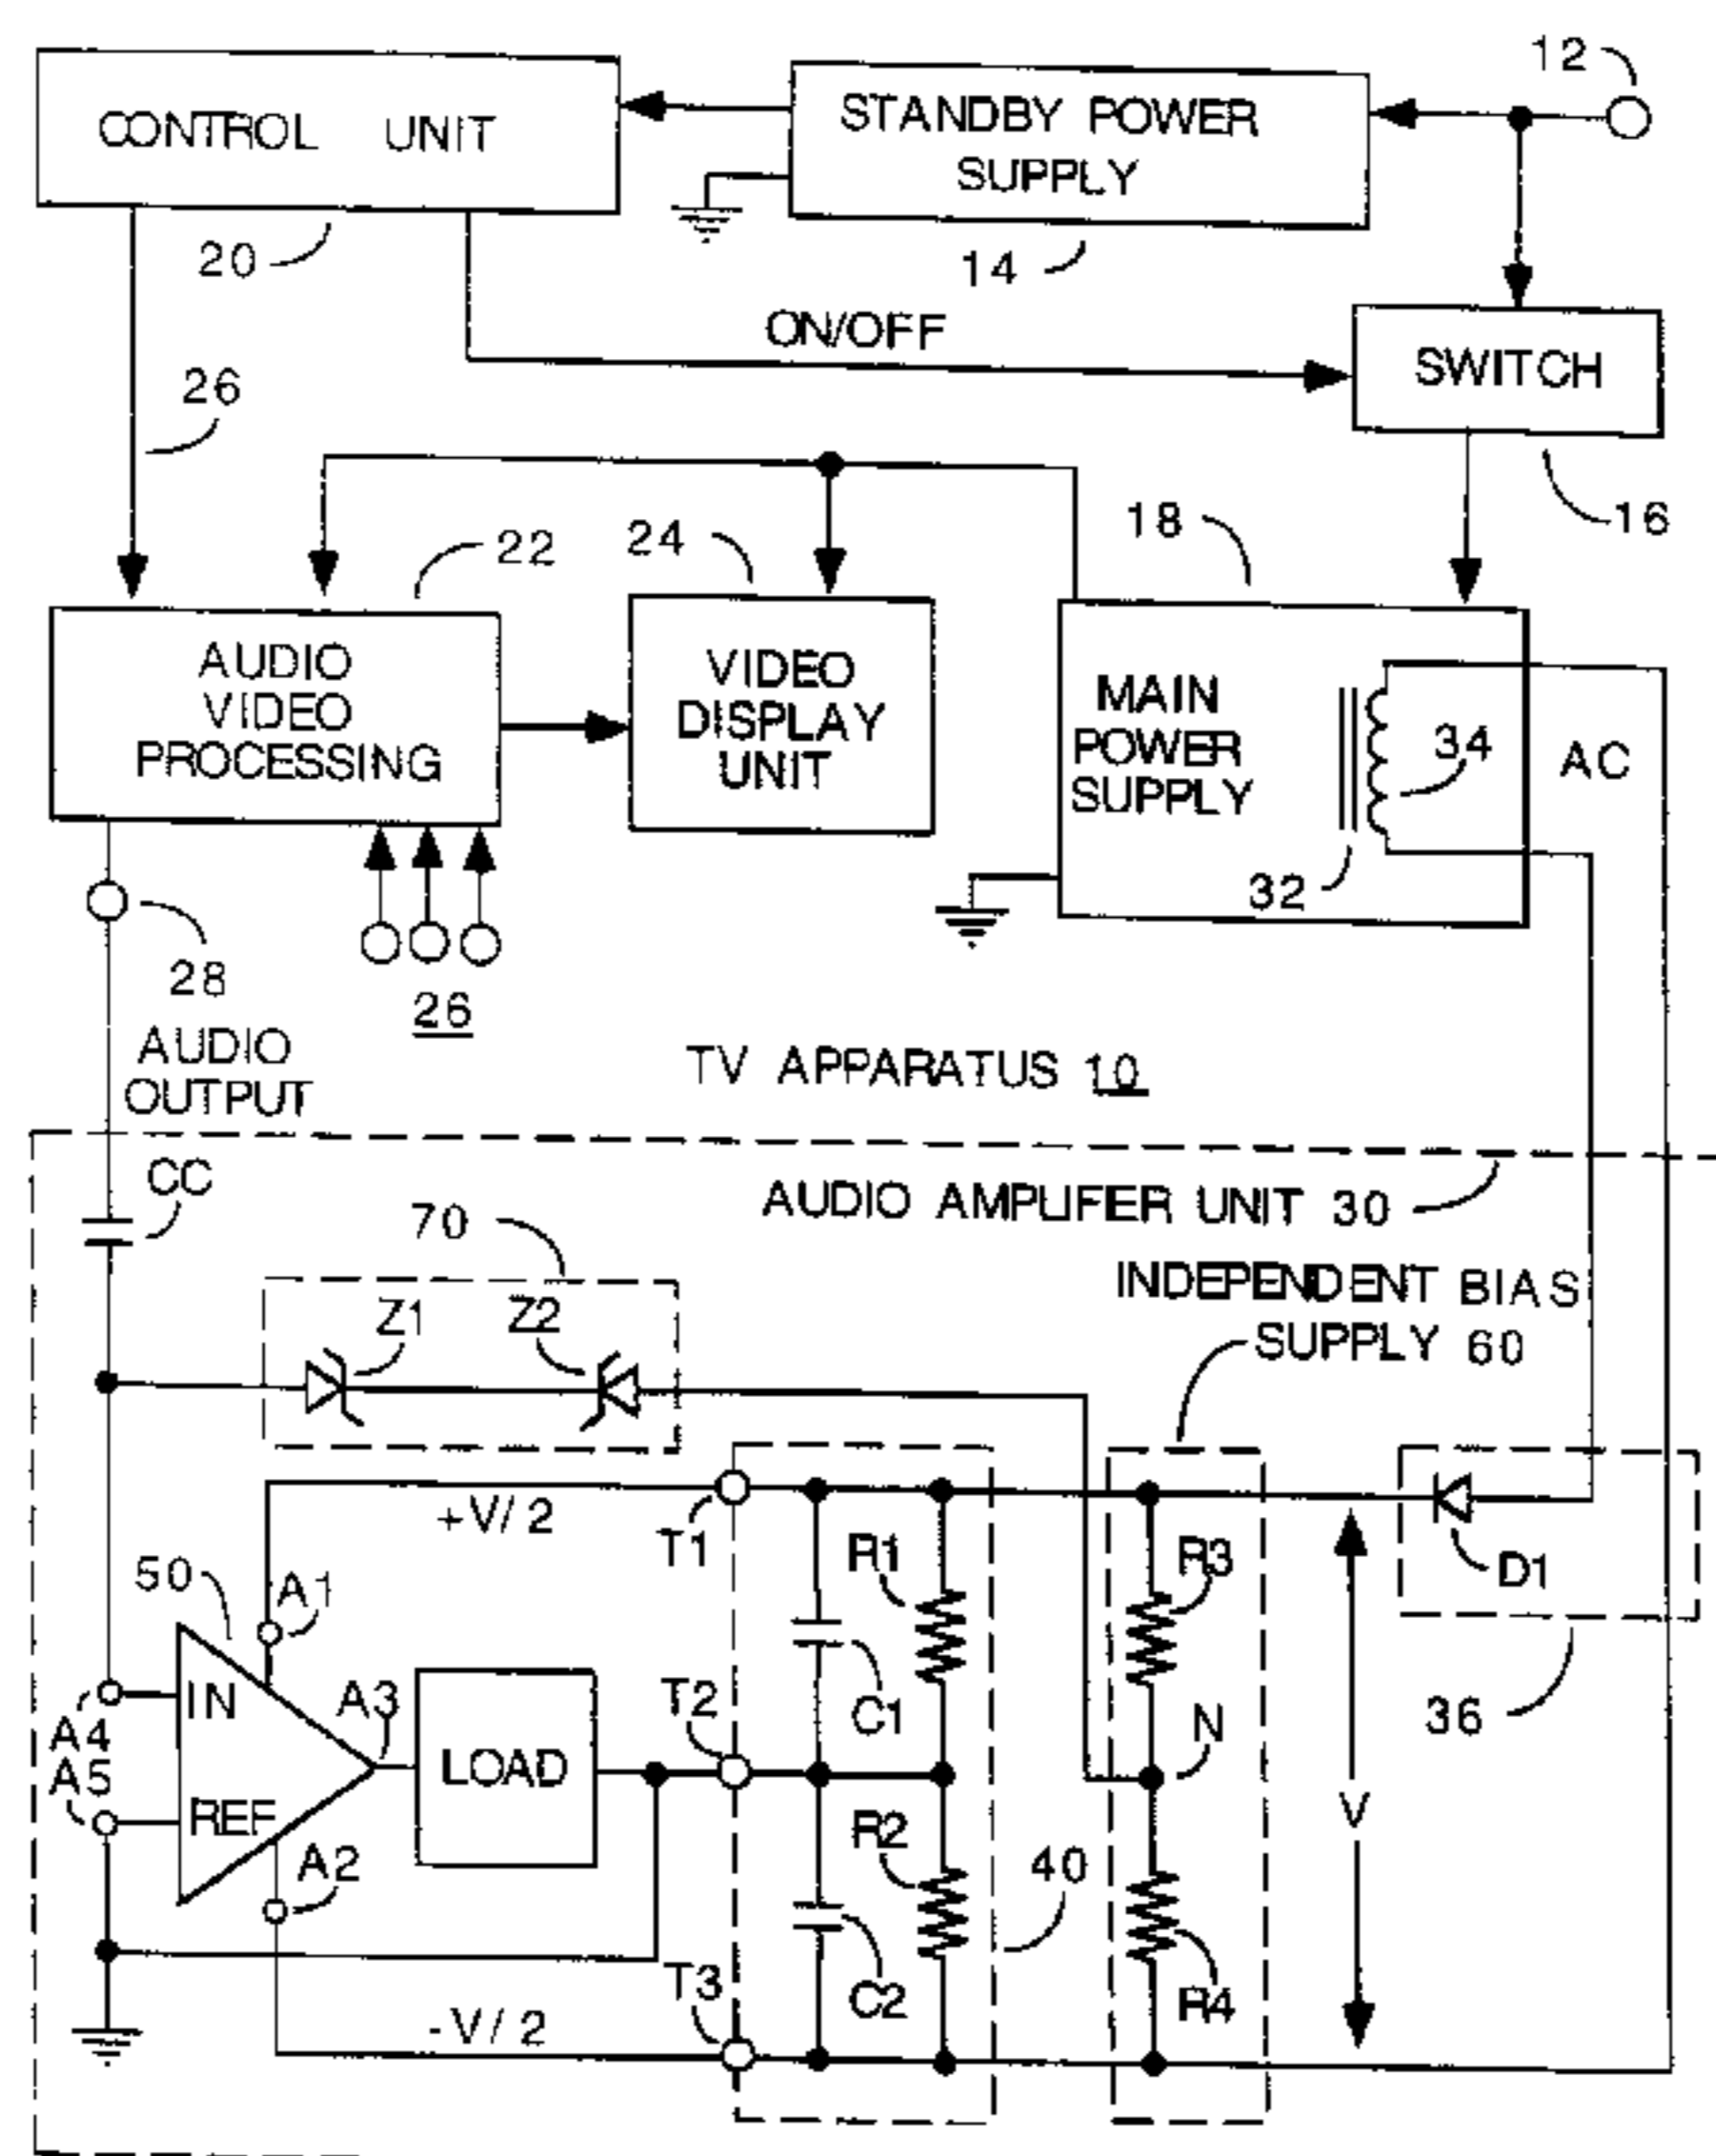 12
CONTROL UNIT
STANDBY POWER
SUPPLY
20
14
ON/OFF
SWITCH
26
16
22
24
18
AUDIO
VIDEO
PROCESSING
VIDEO
DISPLAY
UNIT
MAIN
POWER
SUPPLY
34
AC
32
28
26
AUDIO
OUTPUT
TV APPARATUS 10
CC
AUDIO AMPLIFER UNIT 30
70
INDEPENDENT BIAS
SUPPLY 60
Z1
Z2
+V/2
T1
R1
R3
D1
50
A1
IN
A3
T2
C1
N
36
A4
A5
LOAD
REF
R2
V
A2
40
T3
C2
R4
-V/2